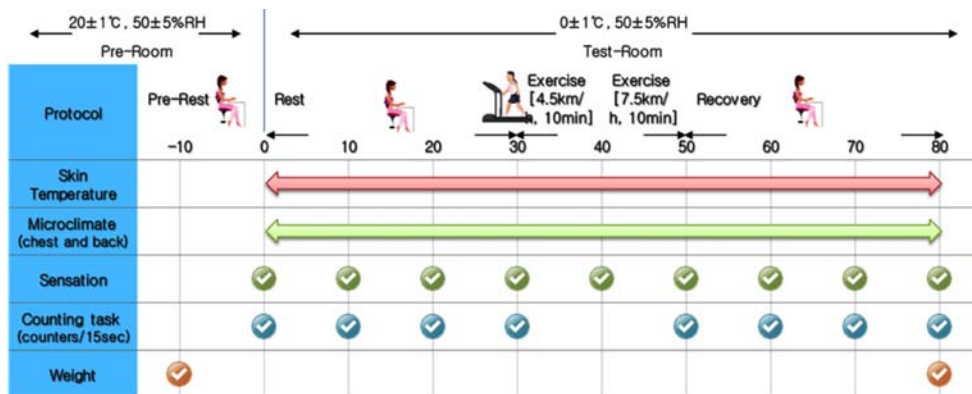 20±1℃, 50±5%RH
0±1℃, 50±5%RH
Pre-Room
Test-Room
Protocol
Pre-Rest
Rest
Exercise
[4.5km/
h, 10min]
Exercise
[7.5km/
h, 10min]
Recovery
-10 0 10 20 30 40 50 60 70 80
Skin
Temperature
Microclimate
(chest and back)
Sensation
Counting task
(counters/15sec)
Weight